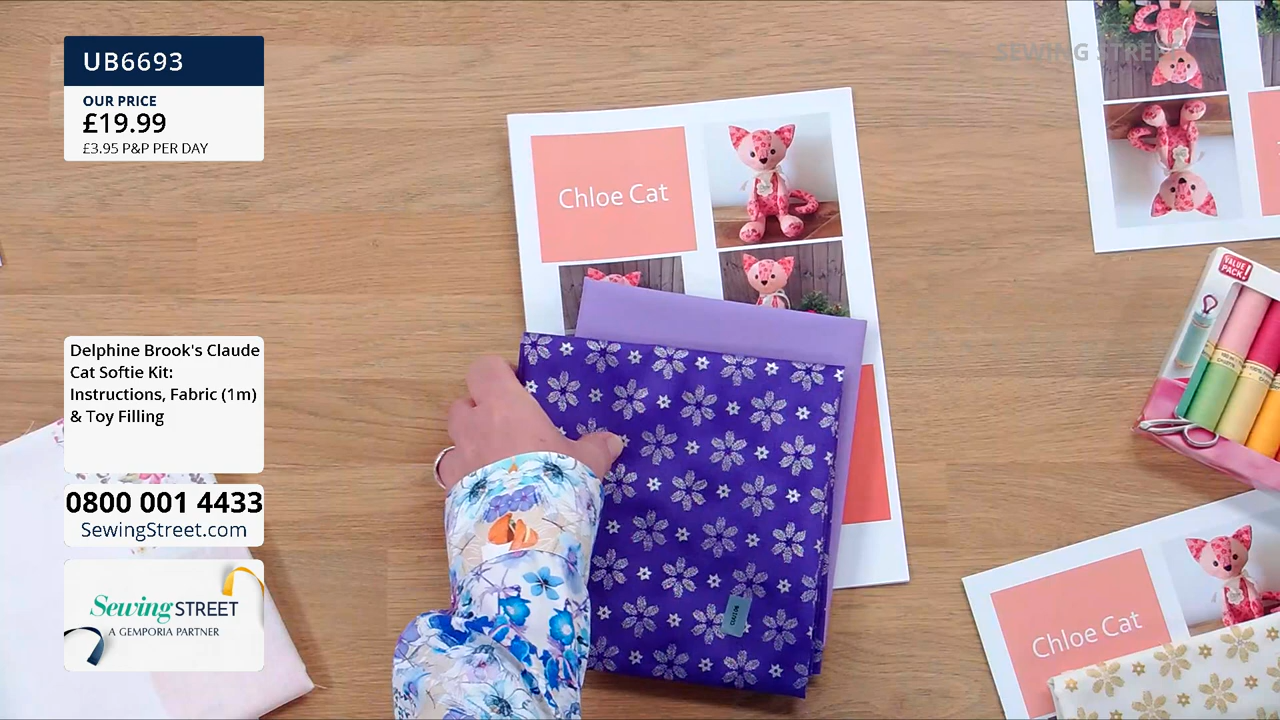 UB6693
OUR PRICE
£19.99
£3.95 P&P PER DAY
Delphine Brook's Claude
Cat Softie Kit:
Instructions, Fabric (1m)
& Toy Filling
0800 001 4433
SewingStreet.com
Sewing STREET
A GEMPORIA PARTNER
SEWING STREET
Chloe Cat
VALUE
PACK!
Chloe Cat